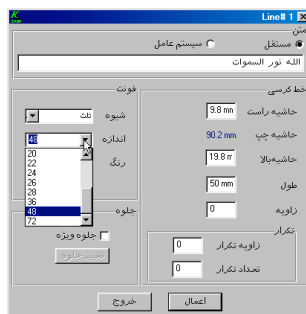 K
Line8 1
متن
مستقل
سیستم عامل
الله نور السموات
خط کرسی
فونت
حاشیه راست
9.8 mm
شیوه
ثلث
حاشیه چپ
90.2 mm
اندازه
48
حاشیه‌بالا
19.8 m
رنگ
20
22
24
26
28
36
48
72
طول
50 mm
زاویه
0
جلوه
جلوه ویژه
تغییر جلوه
تکرار
زاویه تکرار
0
تعداد تکرار
0
اعمال
خروج